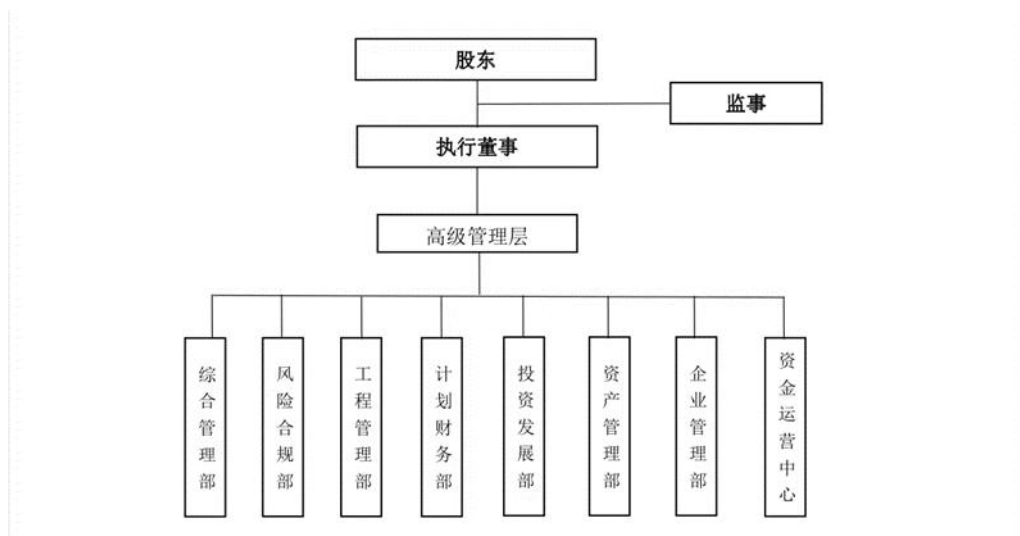 股东
监事
执行董事
高级管理层
综合管理部
风险合规部
工程管理部
计划财务部
投资发展部
资产管理部
企业管理部
资金运营中心